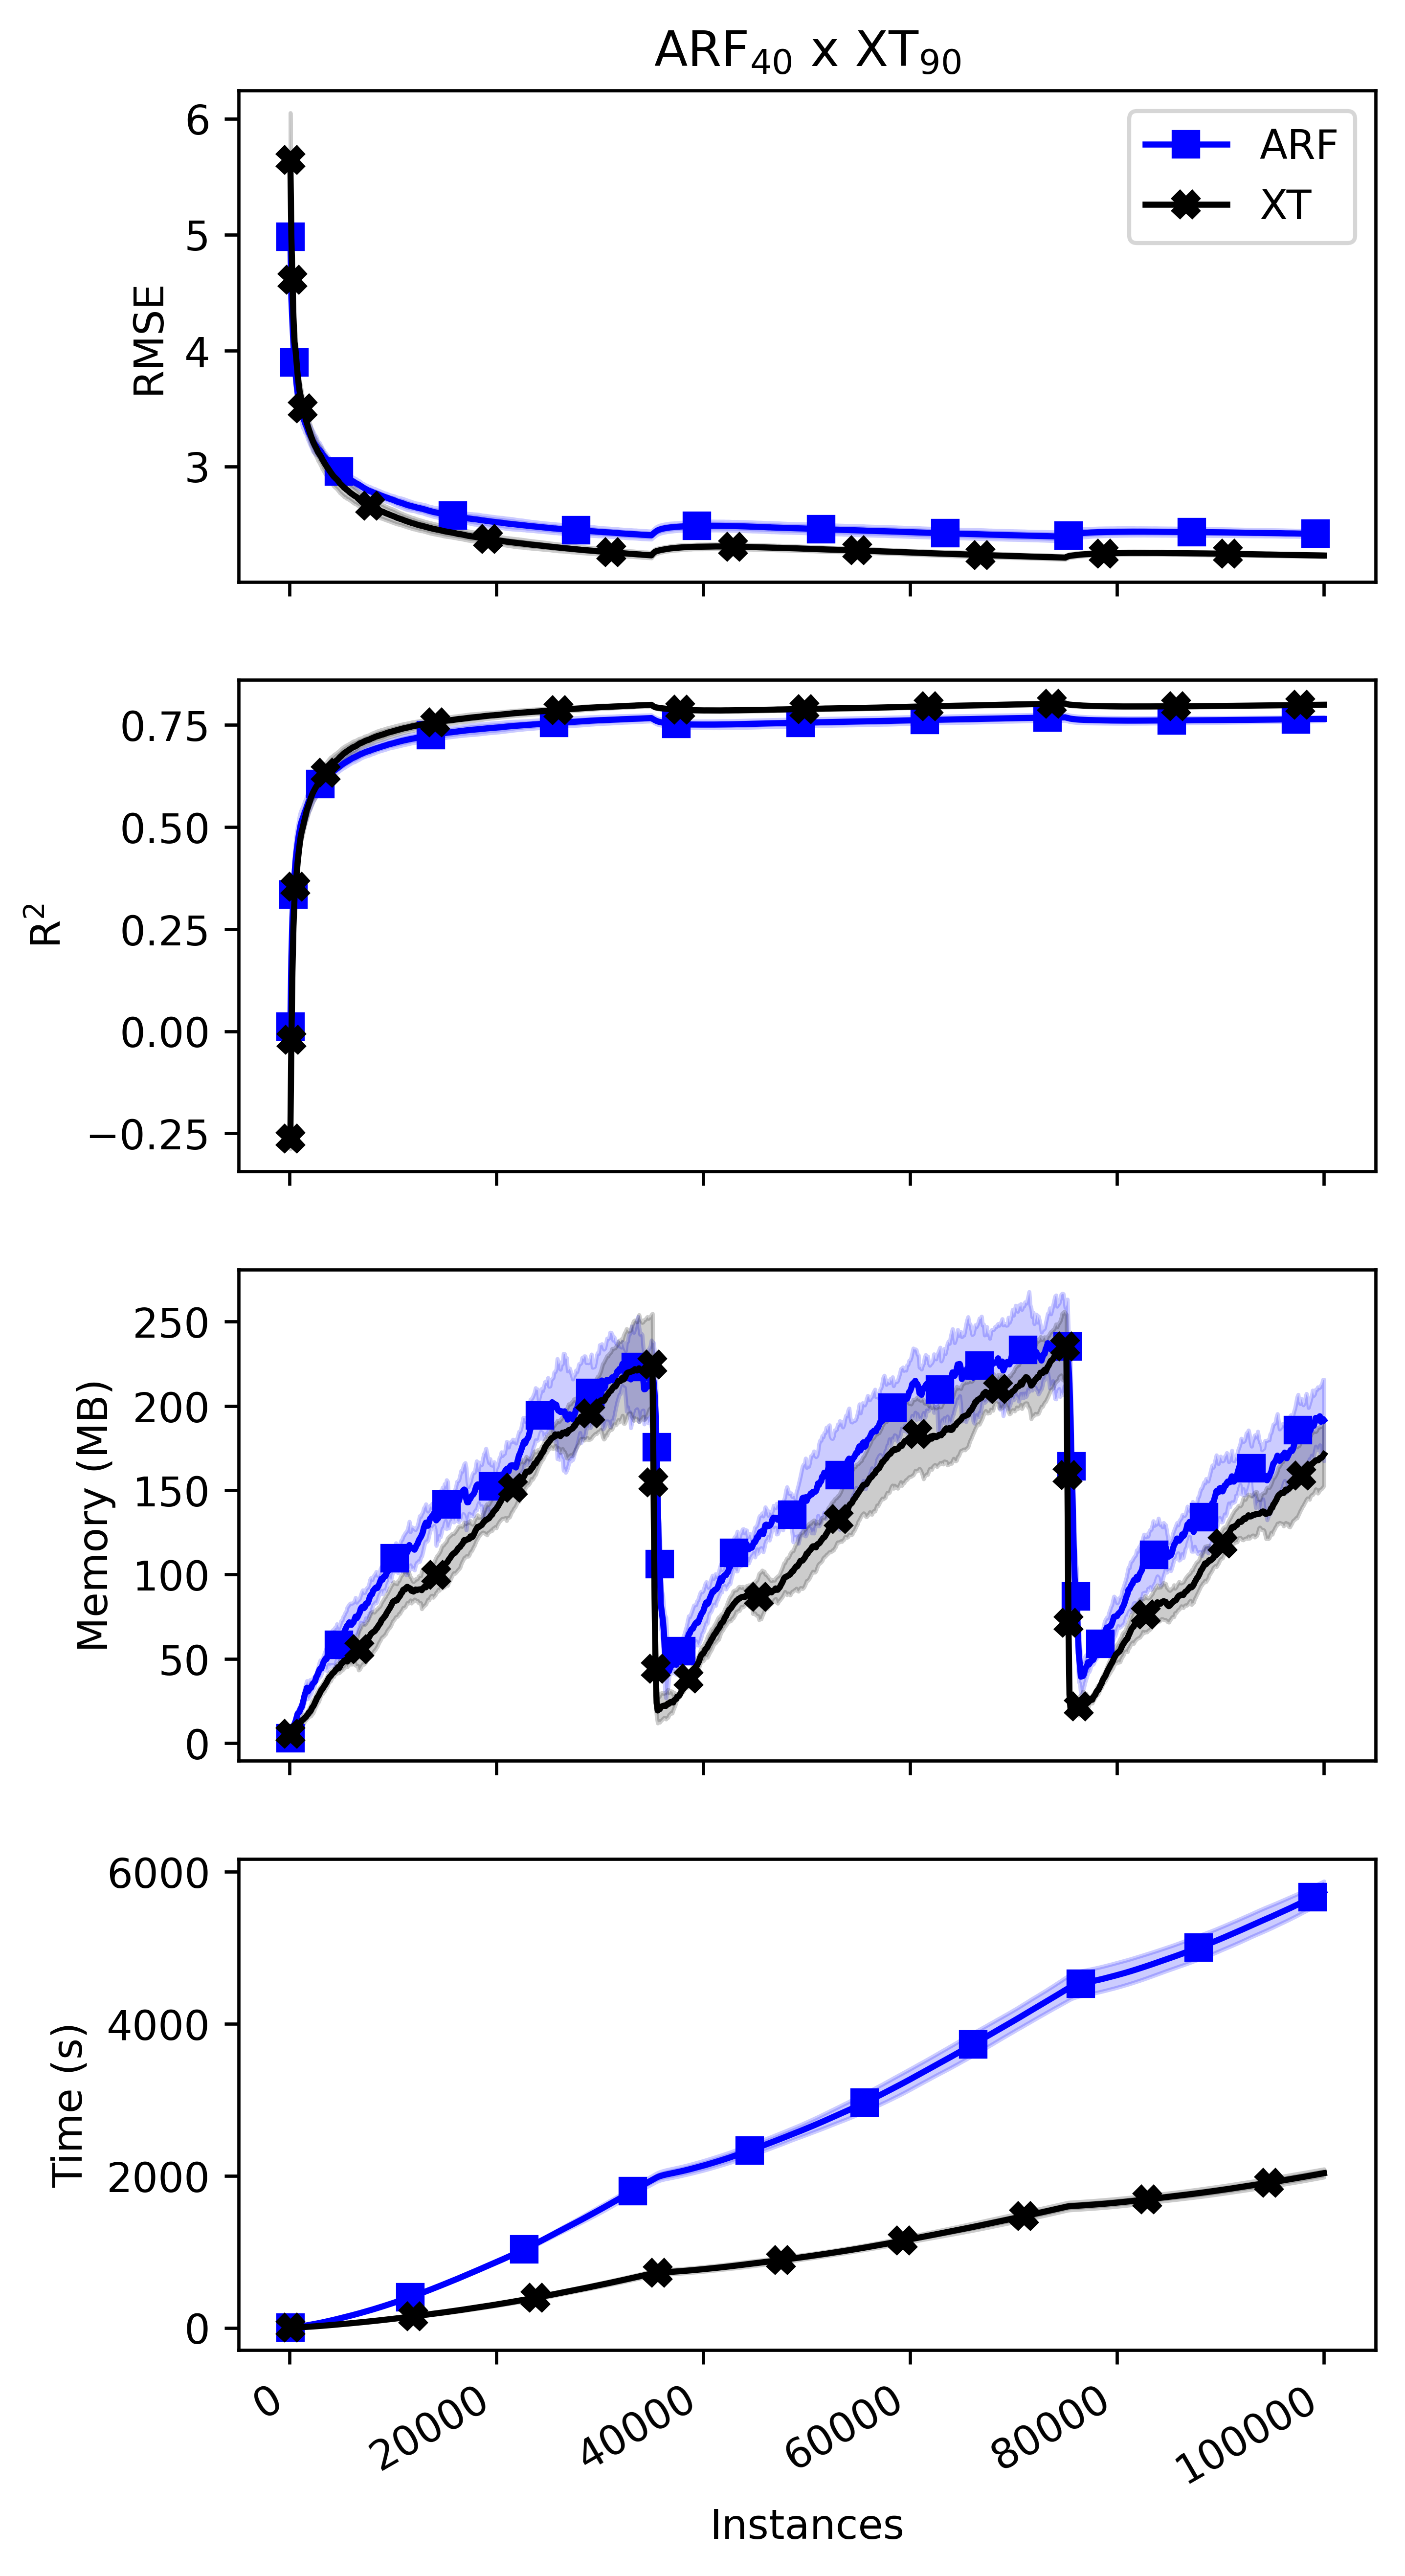 ARF₄₀ x XT₉₀
6
5
4
3
RMSE
ARF
XT
0.75
0.50
0.25
0.00
−0.25
R²
250
200
150
100
50
0
Memory (MB)
6000
4000
2000
0
Time (s)
0 20000 40000 60000 80000 100000
Instances